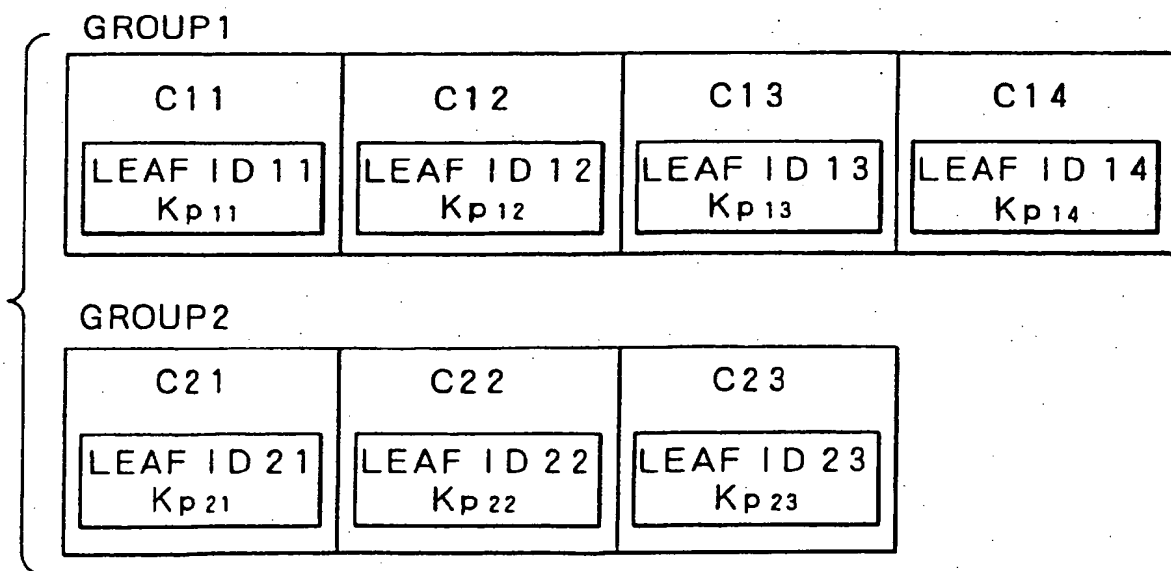 GROUP1
C11 C12 C13 C14
LEAF ID11 LEAF ID12 LEAF ID13 LEAF ID14
Kp11 Kp12 Kp13 Kp14
GROUP2
C21 C22 C23
LEAF ID21 LEAF ID22 LEAF ID23
Kp21 Kp22 Kp23